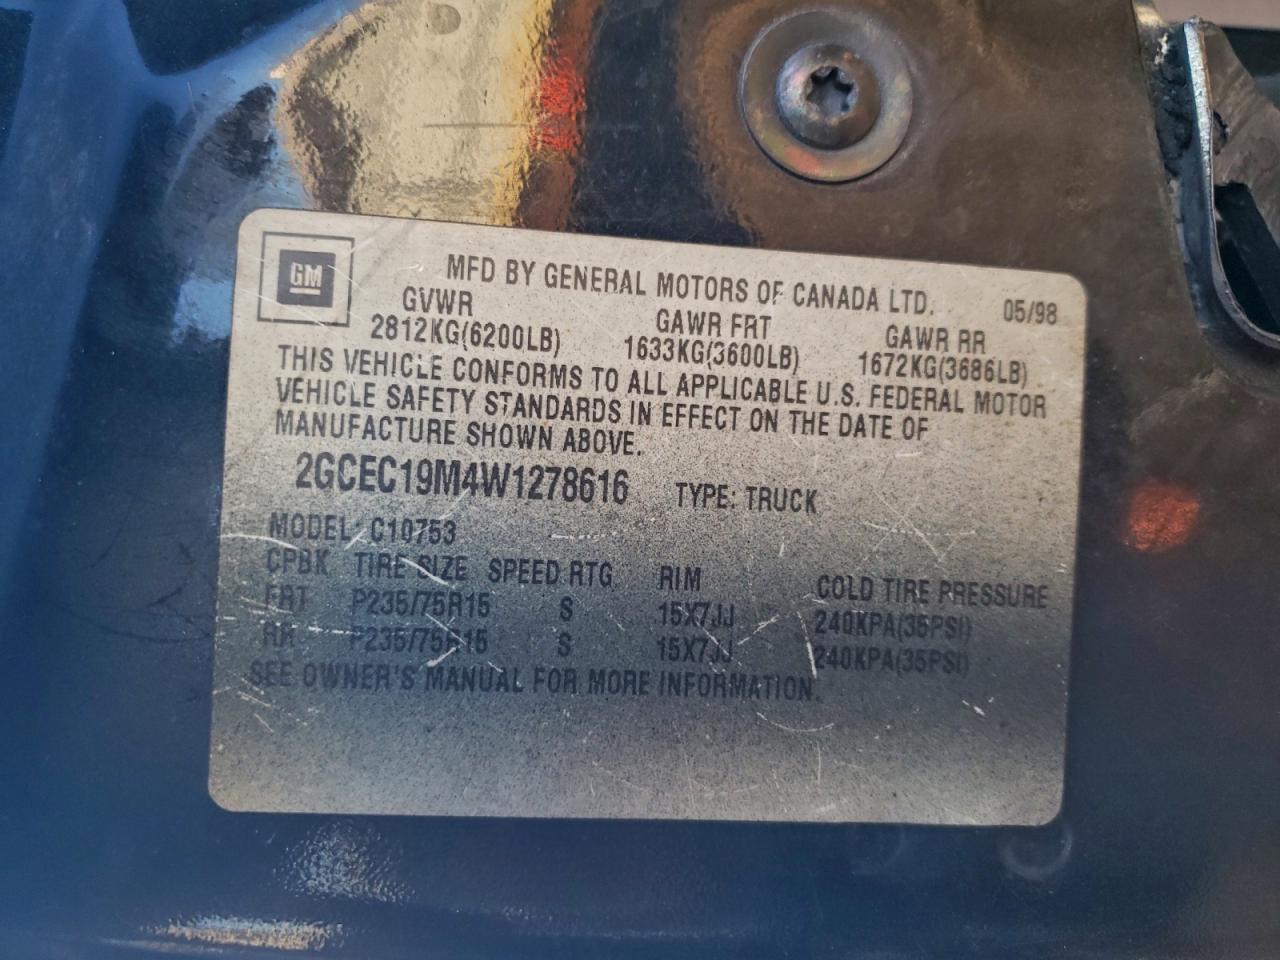 GM
MFD BY GENERAL MOTORS OF CANADA LTD. 05/98
GVWR GAWR FRT GAWR RR
2812KG(6200LB) 1633KG(3600LB) 1672KG(3686LB)
THIS VEHICLE CONFORMS TO ALL APPLICABLE U.S. FEDERAL MOTOR
VEHICLE SAFETY STANDARDS IN EFFECT ON THE DATE OF
MANUFACTURE SHOWN ABOVE.
2GCEC19M4W1278616 TYPE: TRUCK
MODEL: C10753
CPBK TIRE SIZE SPEED RTG RIM COLD TIRE PRESSURE
FRT P235/75R15 S 15X7JJ 240KPA(35PSI)
RR P235/75R15 S 15X7JJ 240KPA(35PSI)
SEE OWNER'S MANUAL FOR MORE INFORMATION.